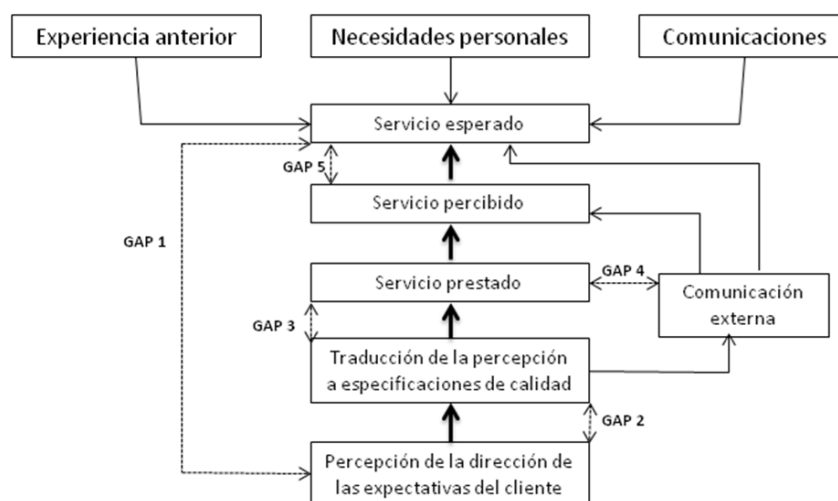 Experiencia anterior
Necesidades personales
Comunicaciones
Servicio esperado
GAP 5
Servicio percibido
GAP 1
Servicio prestado
GAP 4
Comunicación
externa
GAP 3
Traducción de la percepción
a especificaciones de calidad
GAP 2
Percepción de la dirección de
las expectativas del cliente